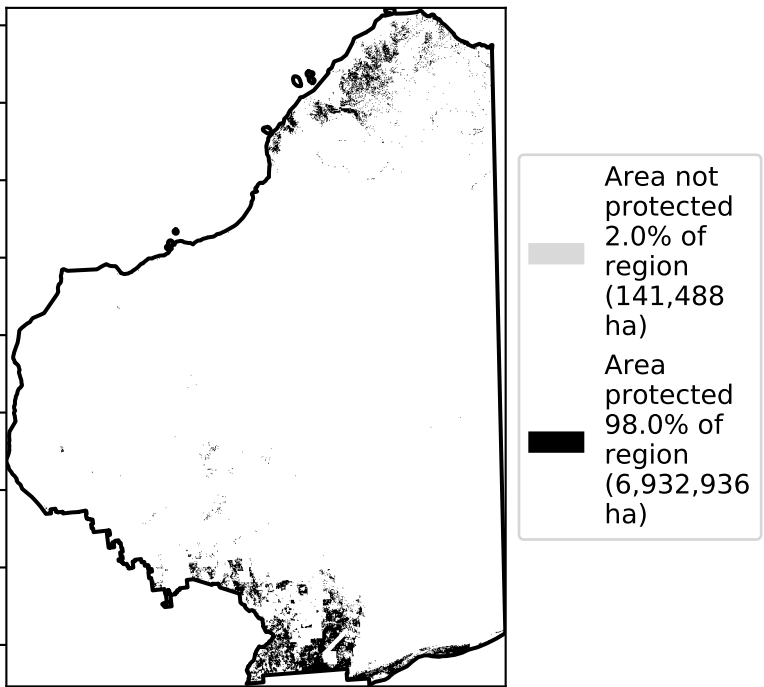 Area not
protected
2.0% of
region
(141,488
ha)
Area
protected
98.0% of
region
(6,932,936
ha)